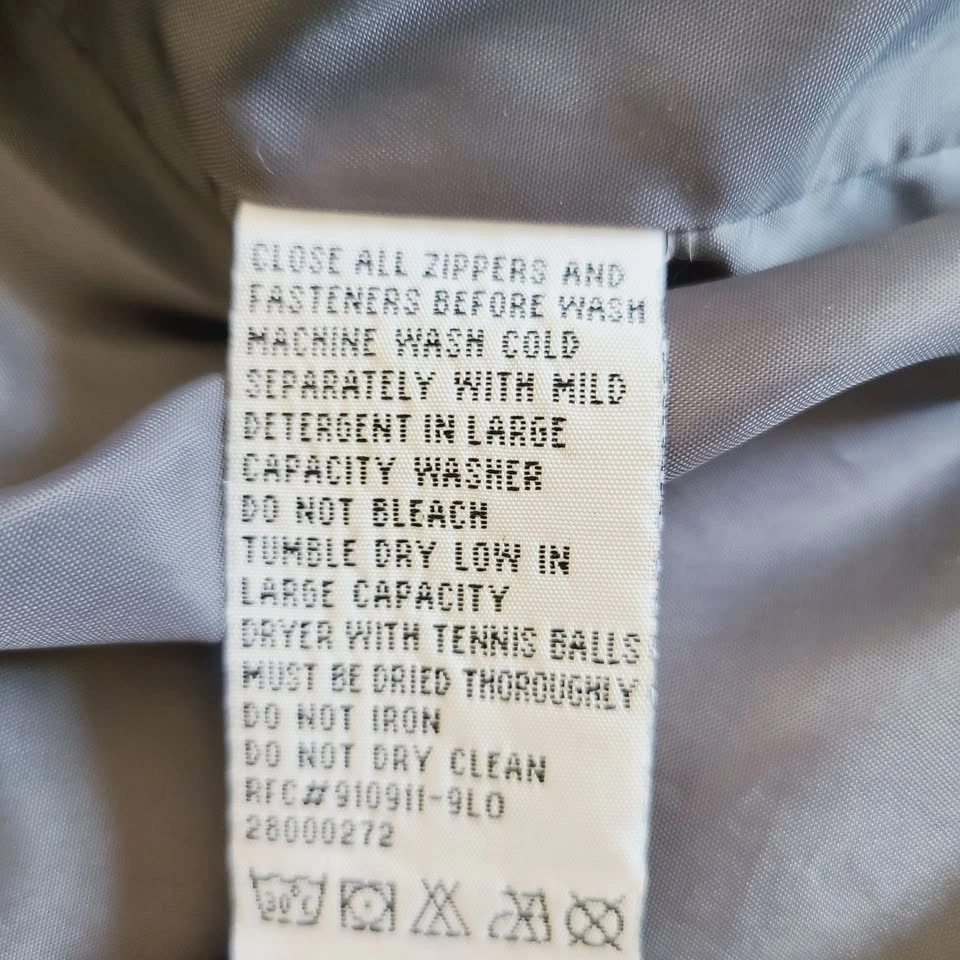 CLOSE ALL ZIPPERS AND
FASTENERS BEFORE WASH
MACHINE WASH COLD
SEPARATELY WITH MILD
DETERGENT IN LARGE
CAPACITY WASHER
DO NOT BLEACH
TUMBLE DRY LOW IN
LARGE CAPACITY
DRYER WITH TENNIS BALLS
MUST BE DRIED THOROUGHLY
DO NOT IRON
DO NOT DRY CLEAN
RFC# 910911-9L0
28000272
30°C